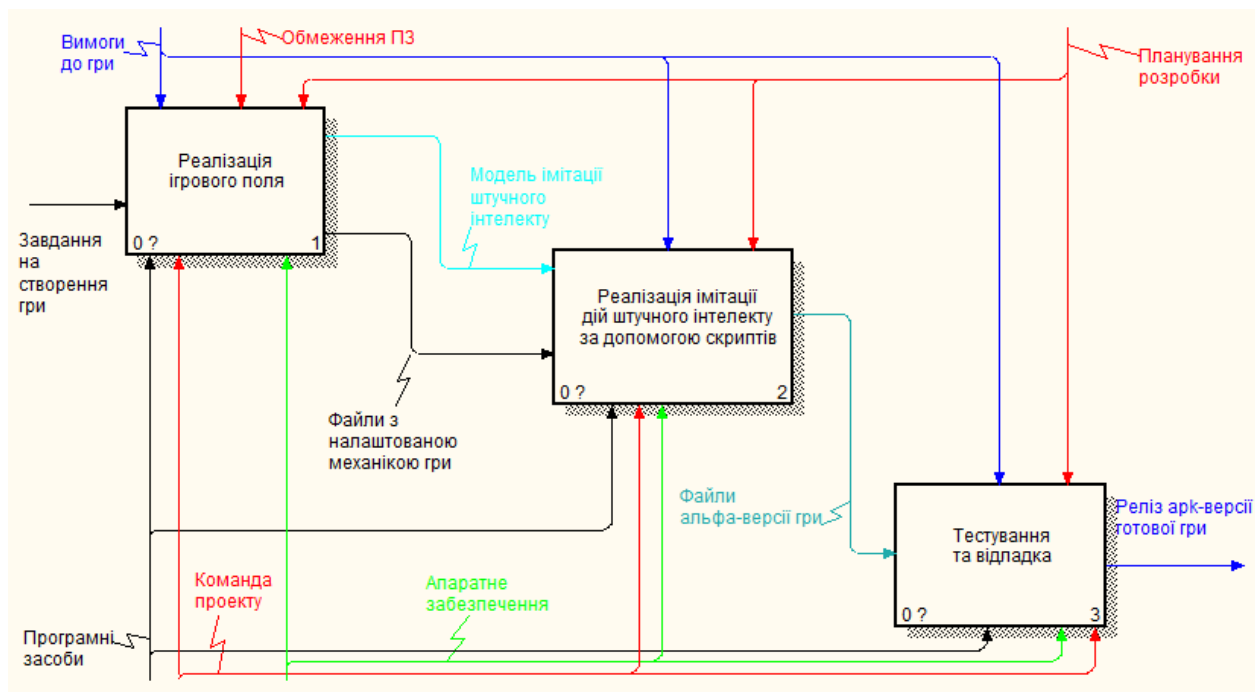 Вимоги
до гри
Обмеження ПЗ
Планування
розробки
Реалізація
ігрового поля
0 ?
1
Завдання
на
створення
гри
Модель імітації
штучного
інтелекту
Реалізація імітації
дій штучного інтелекту
за допомогою скриптів
0 ?
2
Файли з
налаштованою
механікою гри
Файли
альфа-версії гри
Тестування
та відладка
0 ?
3
Реліз apk-версії
готової гри
Команда
проекту
Апаратне
забезпечення
Програмні
засоби